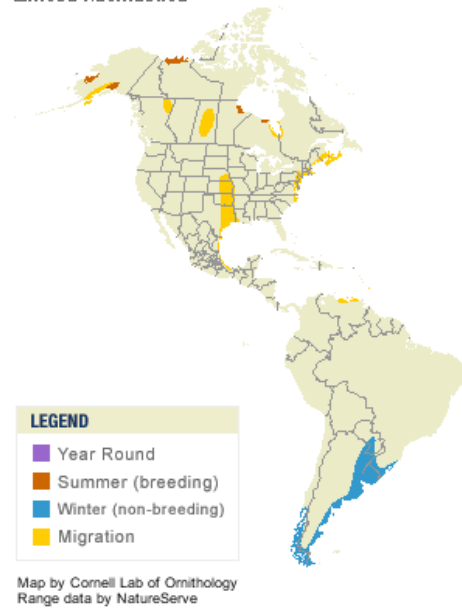 LEGEND
Year Round
Summer (breeding)
Winter (non-breeding)
Migration
Map by Cornell Lab of Ornithology
Range data by NatureServe